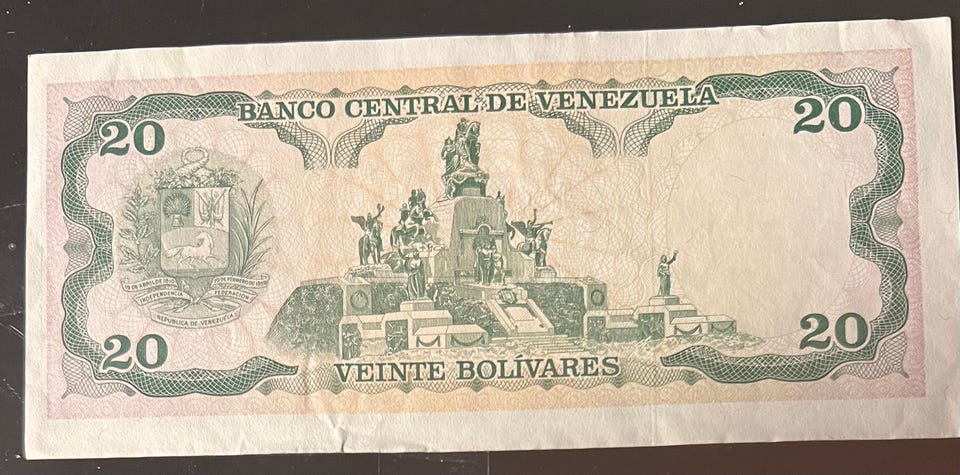 BANCO CENTRAL DE VENEZUELA
20
20
19 DE ABRIL DE 1810
20 DE FEBRERO DE 1859
INDEPENDENCIA
FEDERACION
REPUBLICA DE VENEZUELA
20
20
VEINTE BOLÍVARES